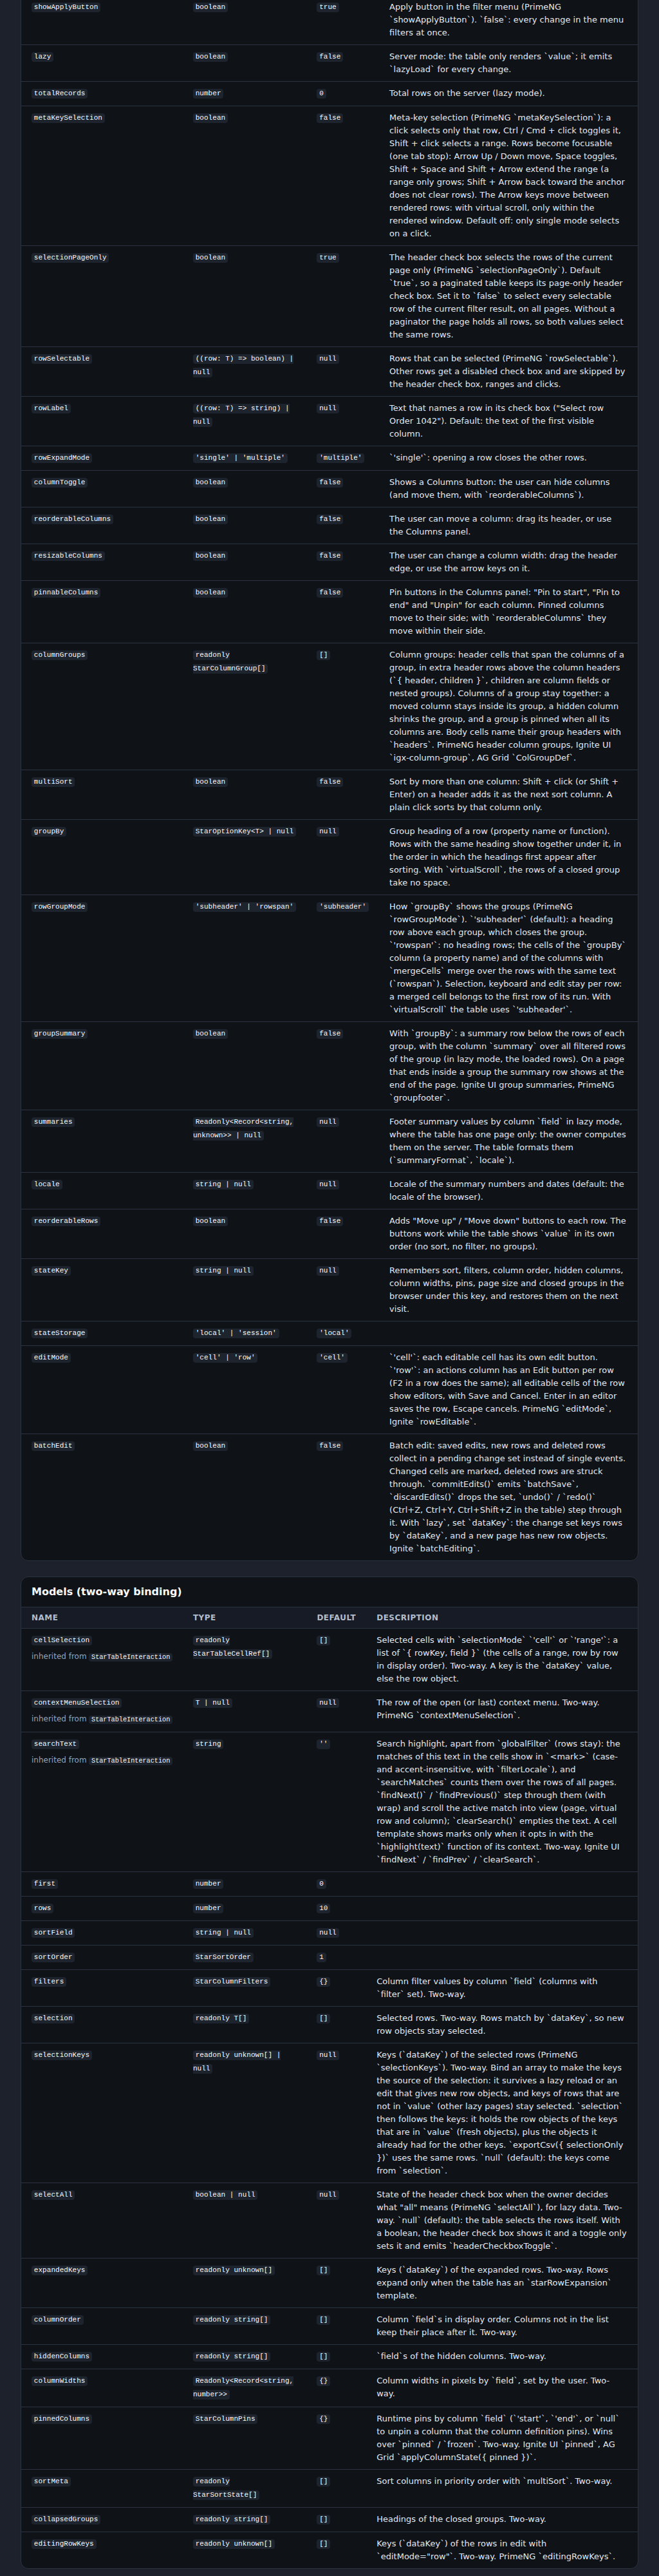 showApplyButton boolean true Apply button in the filter menu (PrimeNG
`showApplyButton`). `false`: every change in the menu
filters at once.
lazy boolean false Server mode: the table only renders `value`; it emits
`lazyLoad` for every change.
totalRecords number 0 Total rows on the server (lazy mode).
metaKeySelection boolean false Meta-key selection (PrimeNG `metaKeySelection`): a
click selects only that row, Ctrl / Cmd + click toggles it,
Shift + click selects a range. Rows become focusable
(one tab stop): Arrow Up / Down move, Space toggles,
Shift + Space and Shift + Arrow extend the range (a
range only grows; Shift + Arrow back toward the anchor
does not clear rows). The Arrow keys move between
rendered rows: with virtual scroll, only within the
rendered window. Default off: only single mode selects
on a click.
selectionPageOnly boolean true The header check box selects the rows of the current
page only (PrimeNG `selectionPageOnly`). Default
`true`, so a paginated table keeps its page-only header
check box. Set it to `false` to select every selectable
row of the current filter result, on all pages. Without a
paginator the page holds all rows, so both values select
the same rows.
rowSelectable ((row: T) => boolean) | null Rows that can be selected (PrimeNG `rowSelectable`).
null Other rows get a disabled check box and are skipped by
the header check box, ranges and clicks.
rowLabel ((row: T) => string) | null Text that names a row in its check box ("Select row
null Order 1042"). Default: the text of the first visible
column.
rowExpandMode 'single' | 'multiple' 'multiple' `'single'`: opening a row closes the other rows.
columnToggle boolean false Shows a Columns button: the user can hide columns
(and move them, with `reorderableColumns`).
reorderableColumns boolean false The user can move a column: drag its header, or use
the Columns panel.
resizableColumns boolean false The user can change a column width: drag the header
edge, or use the arrow keys on it.
pinnableColumns boolean false Pin buttons in the Columns panel: "Pin to start", "Pin to
end" and "Unpin" for each column. Pinned columns
move to their side; with `reorderableColumns` they
move within their side.
columnGroups readonly [] Column groups: header cells that span the columns of a
StarColumnGroup[] group, in extra header rows above the column headers
(`{ header, children }`, children are column fields or
nested groups). Columns of a group stay together: a
moved column stays inside its group, a hidden column
shrinks the group, and a group is pinned when all its
columns are. Body cells name their group headers with
`headers`. PrimeNG header column groups, Ignite UI
`igx-column-group`, AG Grid `ColGroupDef`.
multiSort boolean false Sort by more than one column: Shift + click (or Shift +
Enter) on a header adds it as the next sort column. A
plain click sorts by that column only.
groupBy StarOptionKey<T> | null null Group heading of a row (property name or function).
Rows with the same heading show together under it, in
the order in which the headings first appear after
sorting. With `virtualScroll`, the rows of a closed group
take no space.
rowGroupMode 'subheader' | 'rowspan' 'subheader' How `groupBy` shows the groups (PrimeNG
`rowGroupMode`). `'subheader'` (default): a heading
row above each group, which closes the group.
`'rowspan'`: no heading rows; the cells of the `groupBy`
column (a property name) and of the columns with
`mergeCells` merge over the rows with the same text
(`rowspan`). Selection, keyboard and edit stay per row:
a merged cell belongs to the first row of its run. With
`virtualScroll` the table uses `'subheader'`.
groupSummary boolean false With `groupBy`: a summary row below the rows of each
group, with the column `summary` over all filtered rows
of the group (in lazy mode, the loaded rows). On a page
that ends inside a group the summary row shows at the
end of the page. Ignite UI group summaries, PrimeNG
`groupfooter`.
summaries Readonly<Record<string, null Footer summary values by column `field` in lazy mode,
unknown>> | null where the table has one page only: the owner computes
them on the server. The table formats them
(`summaryFormat`, `locale`).
locale string | null null Locale of the summary numbers and dates (default: the
locale of the browser).
reorderableRows boolean false Adds "Move up" / "Move down" buttons to each row. The
buttons work while the table shows `value` in its own
order (no sort, no filter, no groups).
stateKey string | null null Remembers sort, filters, column order, hidden columns,
column widths, pins, page size and closed groups in the
browser under this key, and restores them on the next
visit.
stateStorage 'local' | 'session' 'local'
editMode 'cell' | 'row' 'cell' `'cell'`: each editable cell has its own edit button.
`'row'`: an actions column has an Edit button per row
(F2 in a row does the same); all editable cells of the row
show editors, with Save and Cancel. Enter in an editor
saves the row, Escape cancels. PrimeNG `editMode`,
Ignite `rowEditable`.
batchEdit boolean false Batch edit: saved edits, new rows and deleted rows
collect in a pending change set instead of single events.
Changed cells are marked, deleted rows are struck
through. `commitEdits()` emits `batchSave`,
`discardEdits()` drops the set, `undo()` / `redo()`
(Ctrl+Z, Ctrl+Y, Ctrl+Shift+Z in the table) step through
it. With `lazy`, set `dataKey`: the change set keys rows
by `dataKey`, and a new page has new row objects.
Ignite `batchEditing`.
Models (two-way binding)
NAME TYPE DEFAULT DESCRIPTION
cellSelection readonly [] Selected cells with `selectionMode` `'cell'` or `'range'`: a
inherited from StarTableInteraction StarTableCellRef[] list of `{ rowKey, field }` (the cells of a range, row by row
in display order). Two-way. A key is the `dataKey` value,
else the row object.
contextMenuSelection T | null null The row of the open (or last) context menu. Two-way.
inherited from StarTableInteraction PrimeNG `contextMenuSelection`.
searchText string '' Search highlight, apart from `globalFilter` (rows stay): the
inherited from StarTableInteraction matches of this text in the cells show in `<mark>` (case-
and accent-insensitive, with `filterLocale`), and
`searchMatches` counts them over the rows of all pages.
`findNext()` / `findPrevious()` step through them (with
wrap) and scroll the active match into view (page, virtual
row and column); `clearSearch()` empties the text. A cell
template shows marks only when it opts in with the
`highlight(text)` function of its context. Two-way. Ignite UI
`findNext` / `findPrev` / `clearSearch`.
first number 0
rows number 10
sortField string | null null
sortOrder StarSortOrder 1
filters StarColumnFilters {} Column filter values by column `field` (columns with
`filter` set). Two-way.
selection readonly T[] [] Selected rows. Two-way. Rows match by `dataKey`, so new
row objects stay selected.
selectionKeys readonly unknown[] | null Keys (`dataKey`) of the selected rows (PrimeNG
null `selectionKeys`). Two-way. Bind an array to make the keys
the source of the selection: it survives a lazy reload or an
edit that gives new row objects, and keys of rows that are
not in `value` (other lazy pages) stay selected. `selection`
then follows the keys: it holds the row objects of the keys
that are in `value` (fresh objects), plus the objects it
already had for the other keys. `exportCsv({ selectionOnly
})` uses the same rows. `null` (default): the keys come
from `selection`.
selectAll boolean | null null State of the header check box when the owner decides
what "all" means (PrimeNG `selectAll`), for lazy data. Two-
way. `null` (default): the table selects the rows itself. With
a boolean, the header check box shows it and a toggle only
sets it and emits `headerCheckboxToggle`.
expandedKeys readonly unknown[] [] Keys (`dataKey`) of the expanded rows. Two-way. Rows
expand only when the table has an `starRowExpansion`
template.
columnOrder readonly string[] [] Column `field`s in display order. Columns not in the list
keep their place after it. Two-way.
hiddenColumns readonly string[] [] `field`s of the hidden columns. Two-way.
columnWidths Readonly<Record<string, {} Column widths in pixels by `field`, set by the user. Two-
number>> way.
pinnedColumns StarColumnPins {} Runtime pins by column `field` (`'start'`, `'end'`, or `null`
to unpin a column that the column definition pins). Wins
over `pinned` / `frozen`. Two-way. Ignite UI `pinned`, AG
Grid `applyColumnState({ pinned })`.
sortMeta readonly [] Sort columns in priority order with `multiSort`. Two-way.
StarSortState[]
collapsedGroups readonly string[] [] Headings of the closed groups. Two-way.
editingRowKeys readonly unknown[] [] Keys (`dataKey`) of the rows in edit with
`editMode="row"`. Two-way. PrimeNG `editingRowKeys`.